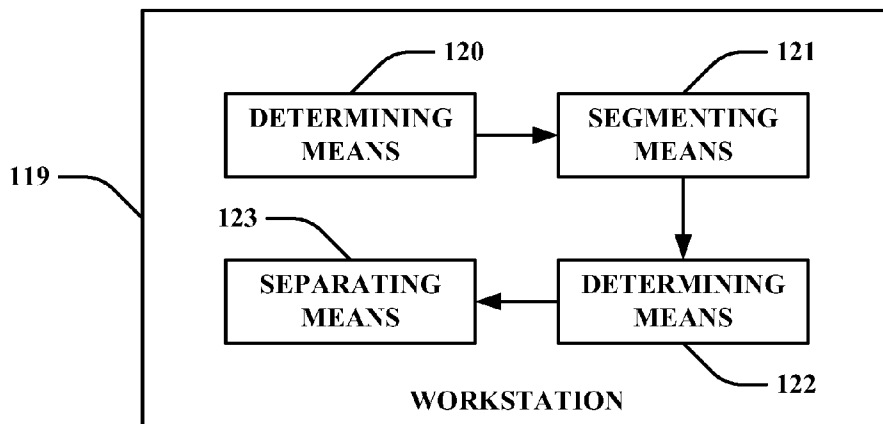 120
121
DETERMINING
MEANS
SEGMENTING
MEANS
119
123
SEPARATING
MEANS
DETERMINING
MEANS
122
WORKSTATION